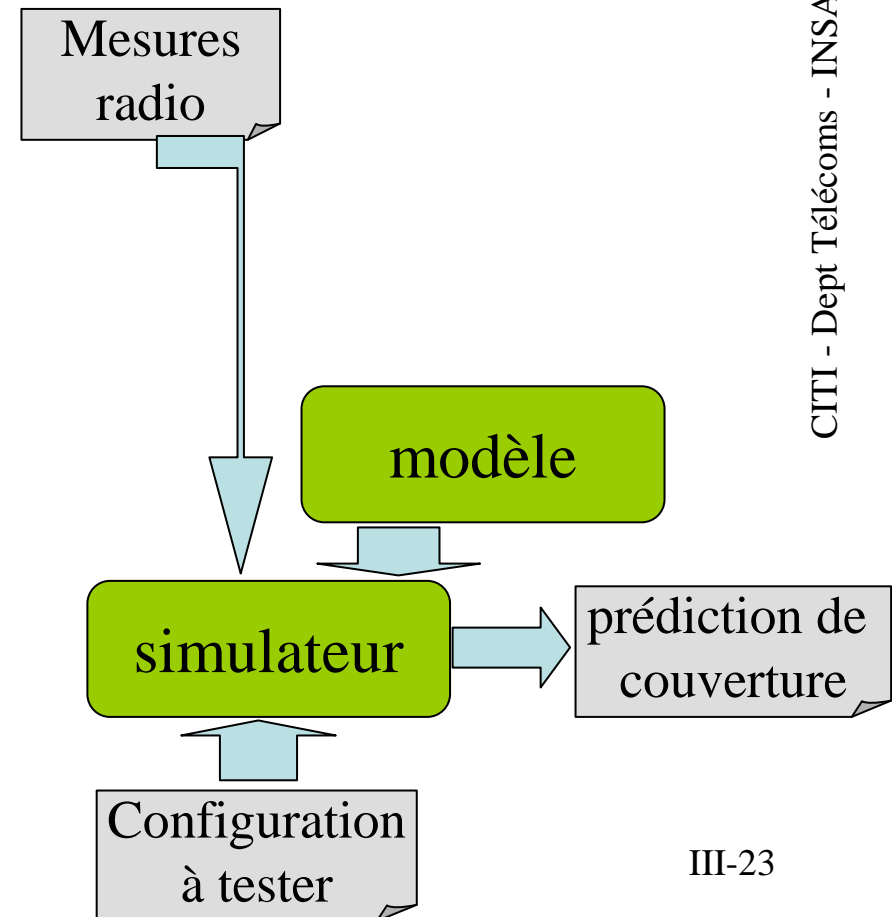 Mesures
radio
CITI - Dept Télécoms - INSA
modèle
simulateur
prédiction de
couverture
Configuration
à tester
III-23